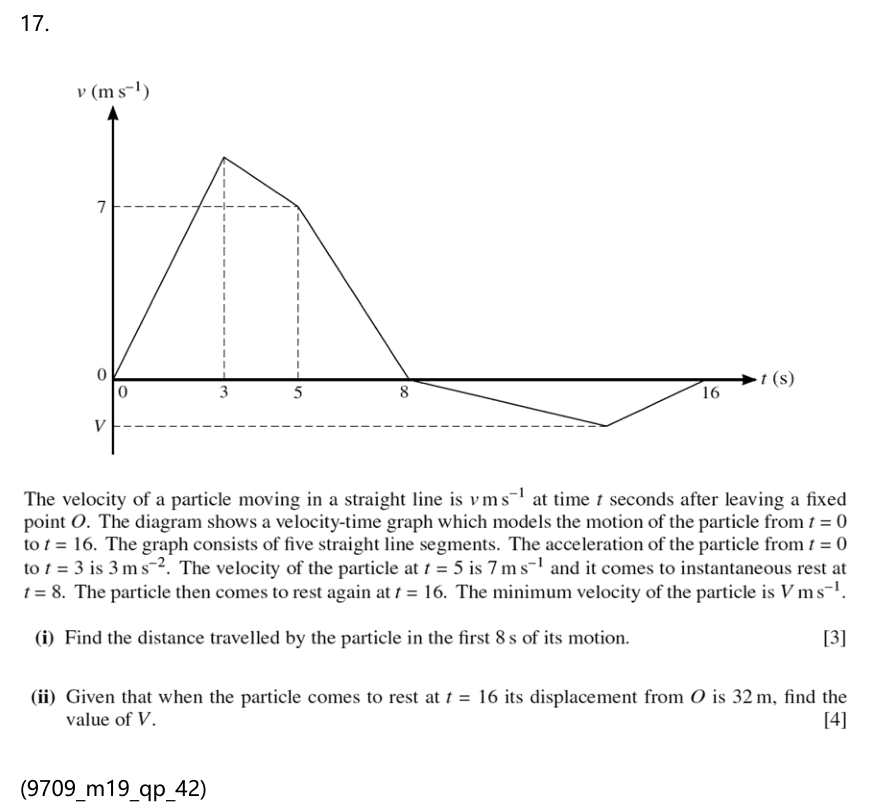 17.
v (m s⁻¹)
7
0
0
3
5
8
16
t (s)
V
The velocity of a particle moving in a straight line is v m s⁻¹ at time t seconds after leaving a fixed
point O. The diagram shows a velocity-time graph which models the motion of the particle from t = 0
to t = 16. The graph consists of five straight line segments. The acceleration of the particle from t = 0
to t = 3 is 3 m s⁻². The velocity of the particle at t = 5 is 7 m s⁻¹ and it comes to instantaneous rest at
t = 8. The particle then comes to rest again at t = 16. The minimum velocity of the particle is V m s⁻¹.
(i) Find the distance travelled by the particle in the first 8 s of its motion. [3]
(ii) Given that when the particle comes to rest at t = 16 its displacement from O is 32 m, find the
value of V. [4]
(9709_m19_qp_42)